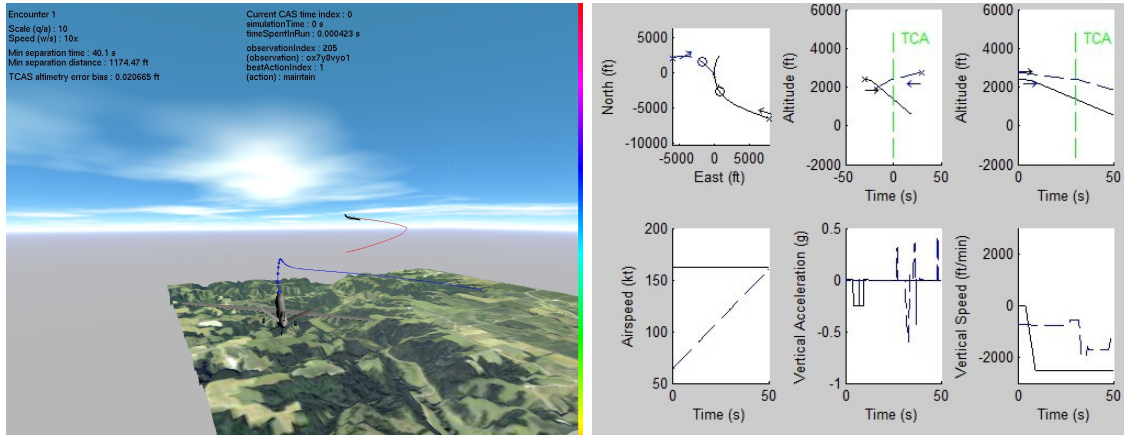 Encounter 1
Scale (q/a) : 10
Speed (w/s) : 10x
Min separation time : 40.1 s
Min separation distance : 1174.47 ft
TCAS altimetry error bias : 0.020665 ft
Current CAS time index : 0
simulationTime : 0 s
timeSpentInRun : 0.000423 s
observationIndex : 205
(observation) : ox7y8vyo1
bestActionIndex : 1
(action) : maintain
5000
0
-5000
-10000
North (ft)
-5000 0 5000
East (ft)
6000
4000
2000
0
-2000
Altitude (ft)
TCA
-50 0 50
Time (s)
6000
4000
2000
0
-2000
Altitude (ft)
TCA
0 50
Time (s)
200
150
100
50
Airspeed (kt)
0 50
Time (s)
0.5
0
-0.5
-1
Vertical Acceleration (g)
0 50
Time (s)
2000
0
-2000
Vertical Speed (ft/min)
0 50
Time (s)